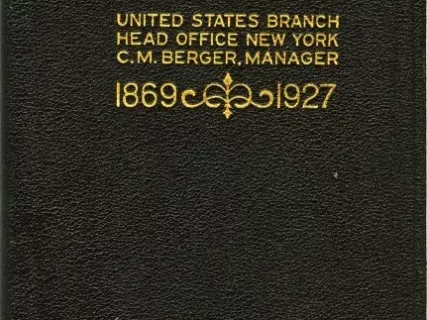 UNITED STATES BRANCH
HEAD OFFICE NEW YORK
C.M. BERGER, MANAGER
1869 1927